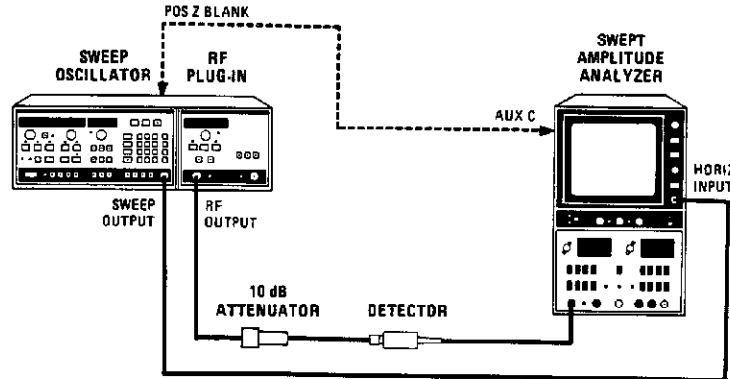 POS Z BLANK
SWEEP
OSCILLATOR
RF
PLUG-IN
SWEPT
AMPLITUDE
ANALYZER
AUX C
HORIZ
INPUT
SWEEP
OUTPUT
RF
OUTPUT
10 dB
ATTENUATOR
DETECTOR